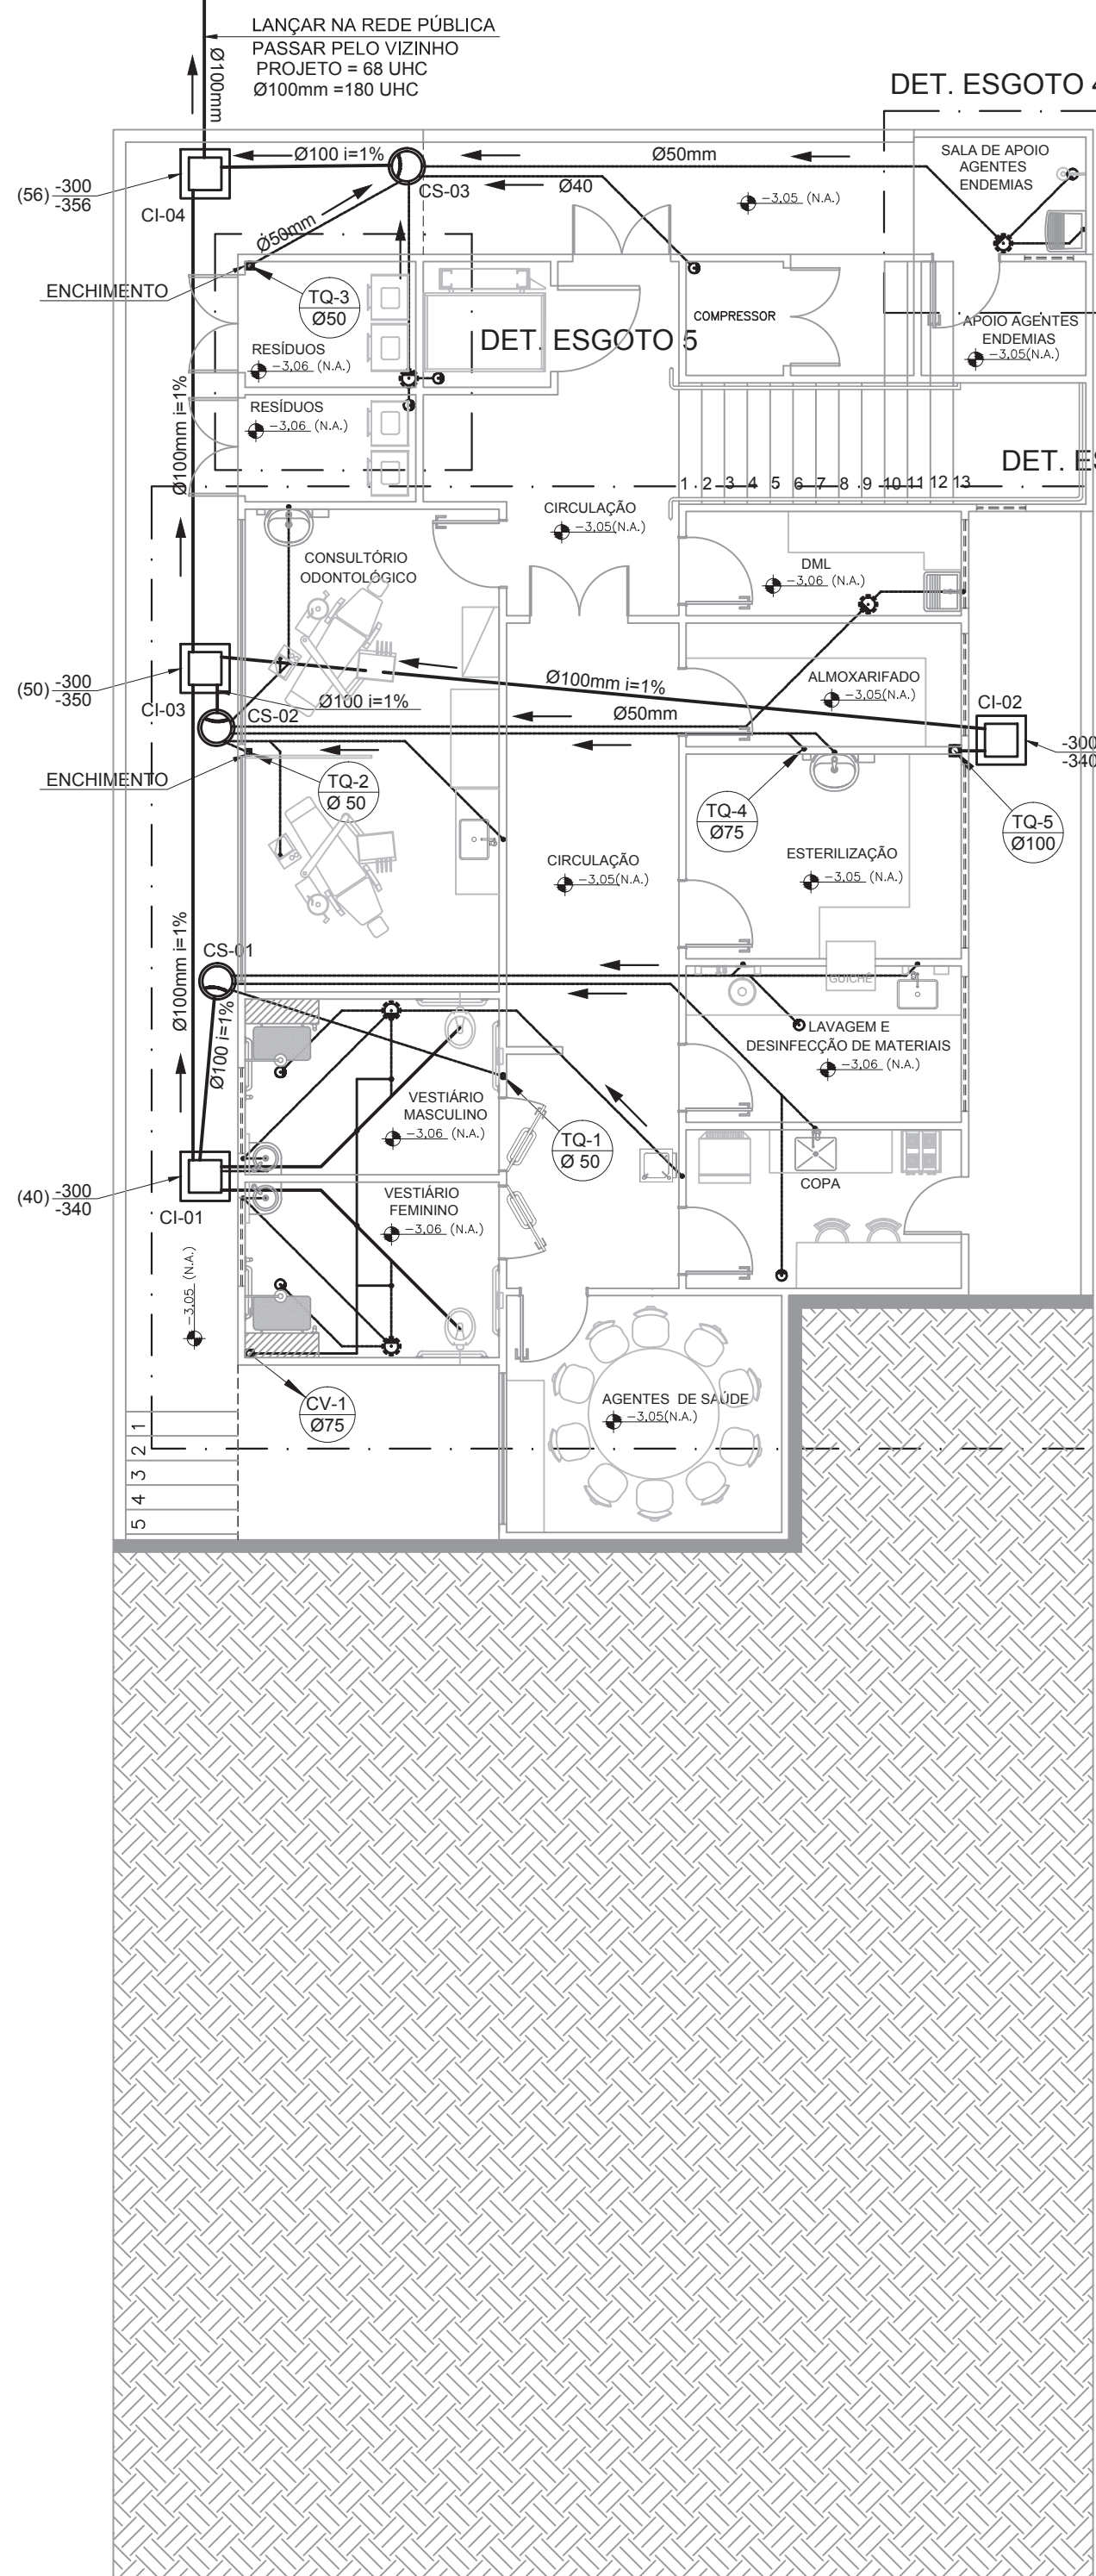 LANÇAR NA REDE PÚBLICA
PASSAR PELO VIZINHO
PROJETO = 68 UHC
Ø100mm =180 UHC
Ø100mm
DET. ESGOTO 4
Ø100 i=1%
Ø50mm
SALA DE APOIO
AGENTES
ENDEMIAS
(56) -300
-356
CI-04
CS-03
Ø40
-3,05 (N.A.)
Ø50mm
ENCHIMENTO
TQ-3
Ø50
COMPRESSOR
APOIO AGENTES
ENDEMIAS
-3,05(N.A.)
DET. ESGOTO 5
RESÍDUOS
-3,06 (N.A.)
RESÍDUOS
-3,06 (N.A.)
Ø100mm i=1%
DET. ES
1 2 3 4 5 6 7 8 9 10 11 12 13
CIRCULAÇÃO
-3,05(N.A.)
CONSULTÓRIO
ODONTOLÓGICO
DML
-3,06 (N.A.)
ALMOXARIFADO
-3,05(N.A.)
Ø100mm i=1%
Ø50mm
(50) -300
-350
CI-03
Ø100 i=1%
CS-02
CI-02
-300
-340
ENCHIMENTO
TQ-2
Ø 50
TQ-4
Ø75
TQ-5
Ø100
CIRCULAÇÃO
-3,05(N.A.)
ESTERILIZAÇÃO
-3,05 (N.A.)
CS-01
Ø100mm i=1%
Ø100 i=1%
GUICHÊ
LAVAGEM E
DESINFECÇÃO DE MATERIAIS
-3,06 (N.A.)
VESTIÁRIO
MASCULINO
-3,06 (N.A.)
TQ-1
Ø 50
COPA
(40) -300
-340
CI-01
VESTIÁRIO
FEMININO
-3,06 (N.A.)
-3,05 (N.A.)
CV-1
Ø75
AGENTES DE SAÚDE
-3,05(N.A.)
1
2
3
4
5